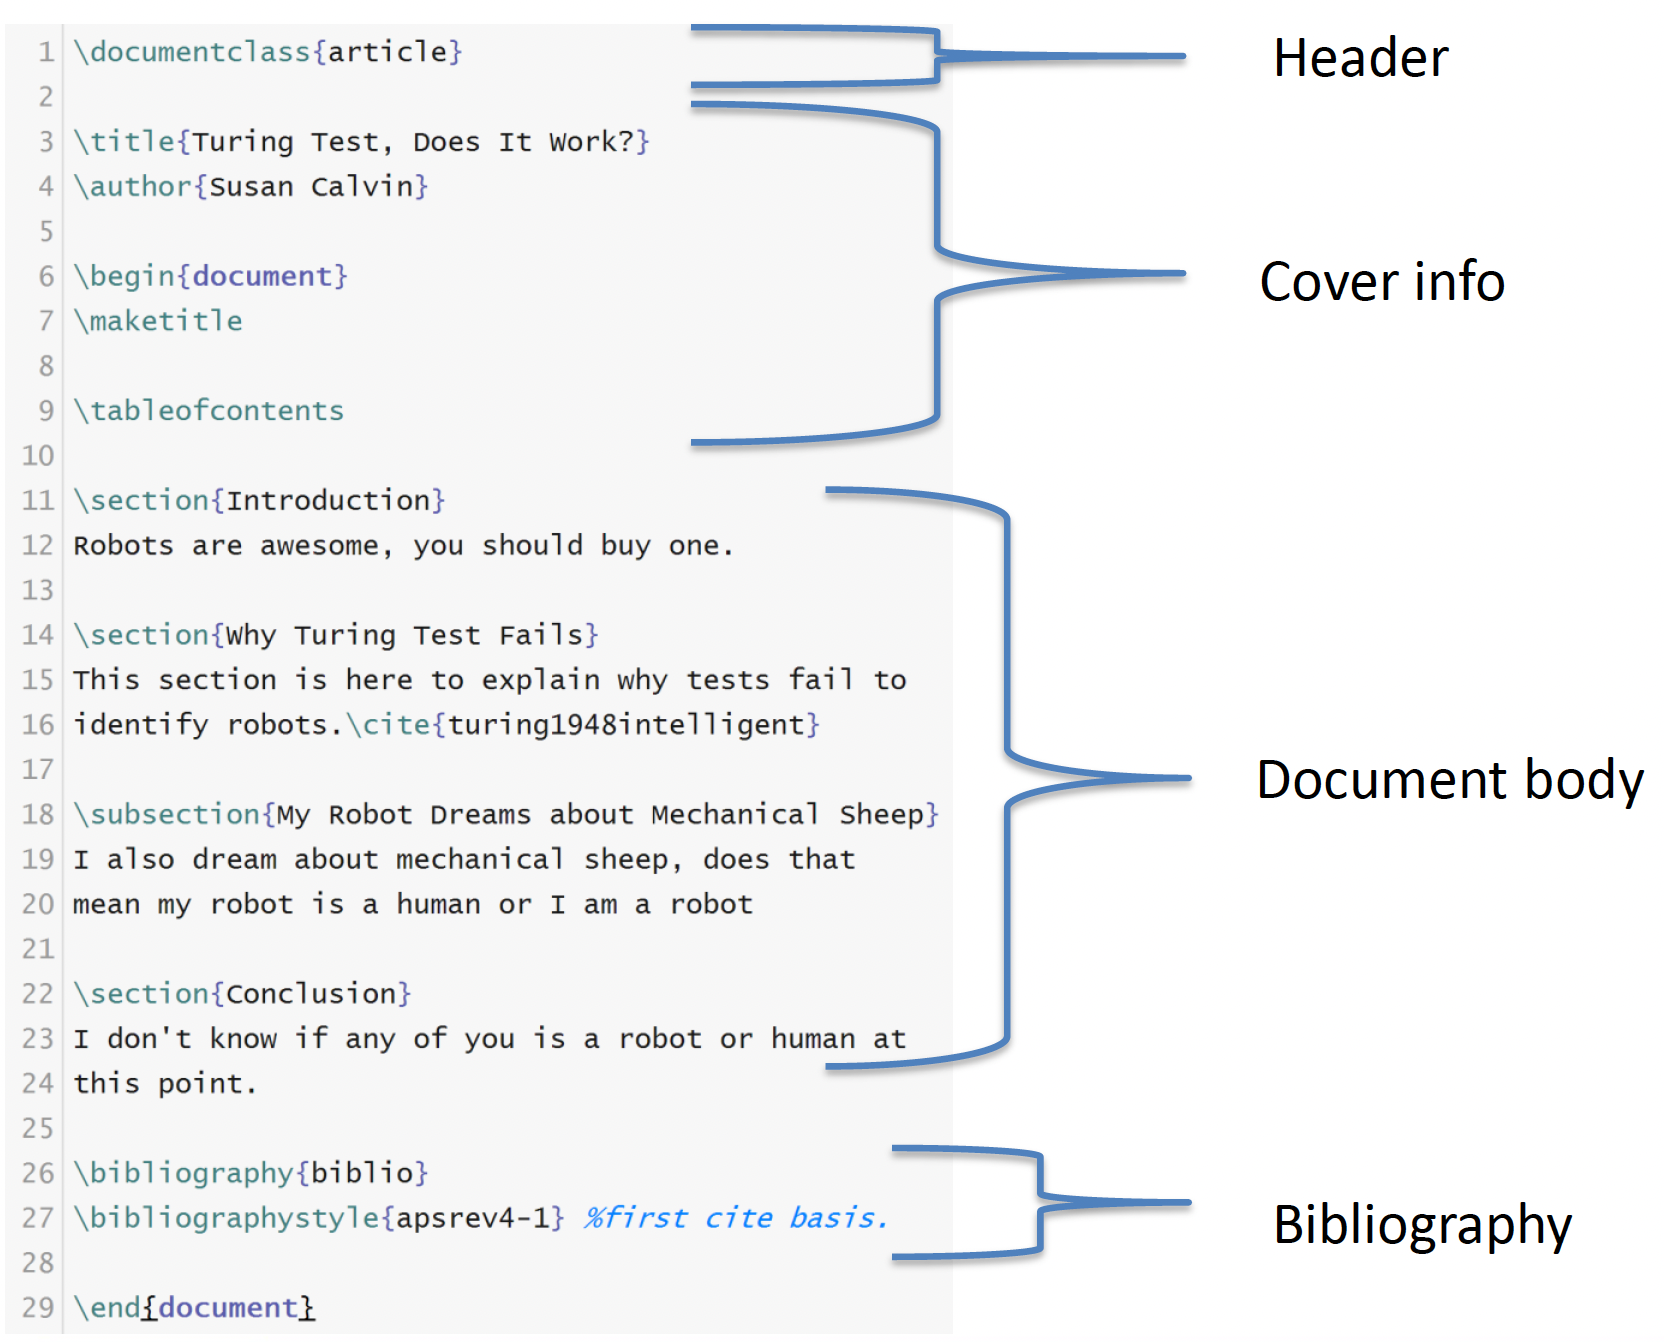 1 \documentclass{article}
2
3 \title{Turing Test, Does It Work?}
4 \author{Susan Calvin}
5
6 \begin{document}
7 \maketitle
8
9 \tableofcontents
10
11 \section{Introduction}
12 Robots are awesome, you should buy one.
13
14 \section{Why Turing Test Fails}
15 This section is here to explain why tests fail to
16 identify robots.\cite{turing1948intelligent}
17
18 \subsection{My Robot Dreams about Mechanical Sheep}
19 I also dream about mechanical sheep, does that
20 mean my robot is a human or I am a robot
21
22 \section{Conclusion}
23 I don't know if any of you is a robot or human at
24 this point.
25
26 \bibliography{biblio}
27 \bibliographystyle{apsrev4-1} %first cite basis.
28
29 \end{document}
Header
Cover info
Document body
Bibliography